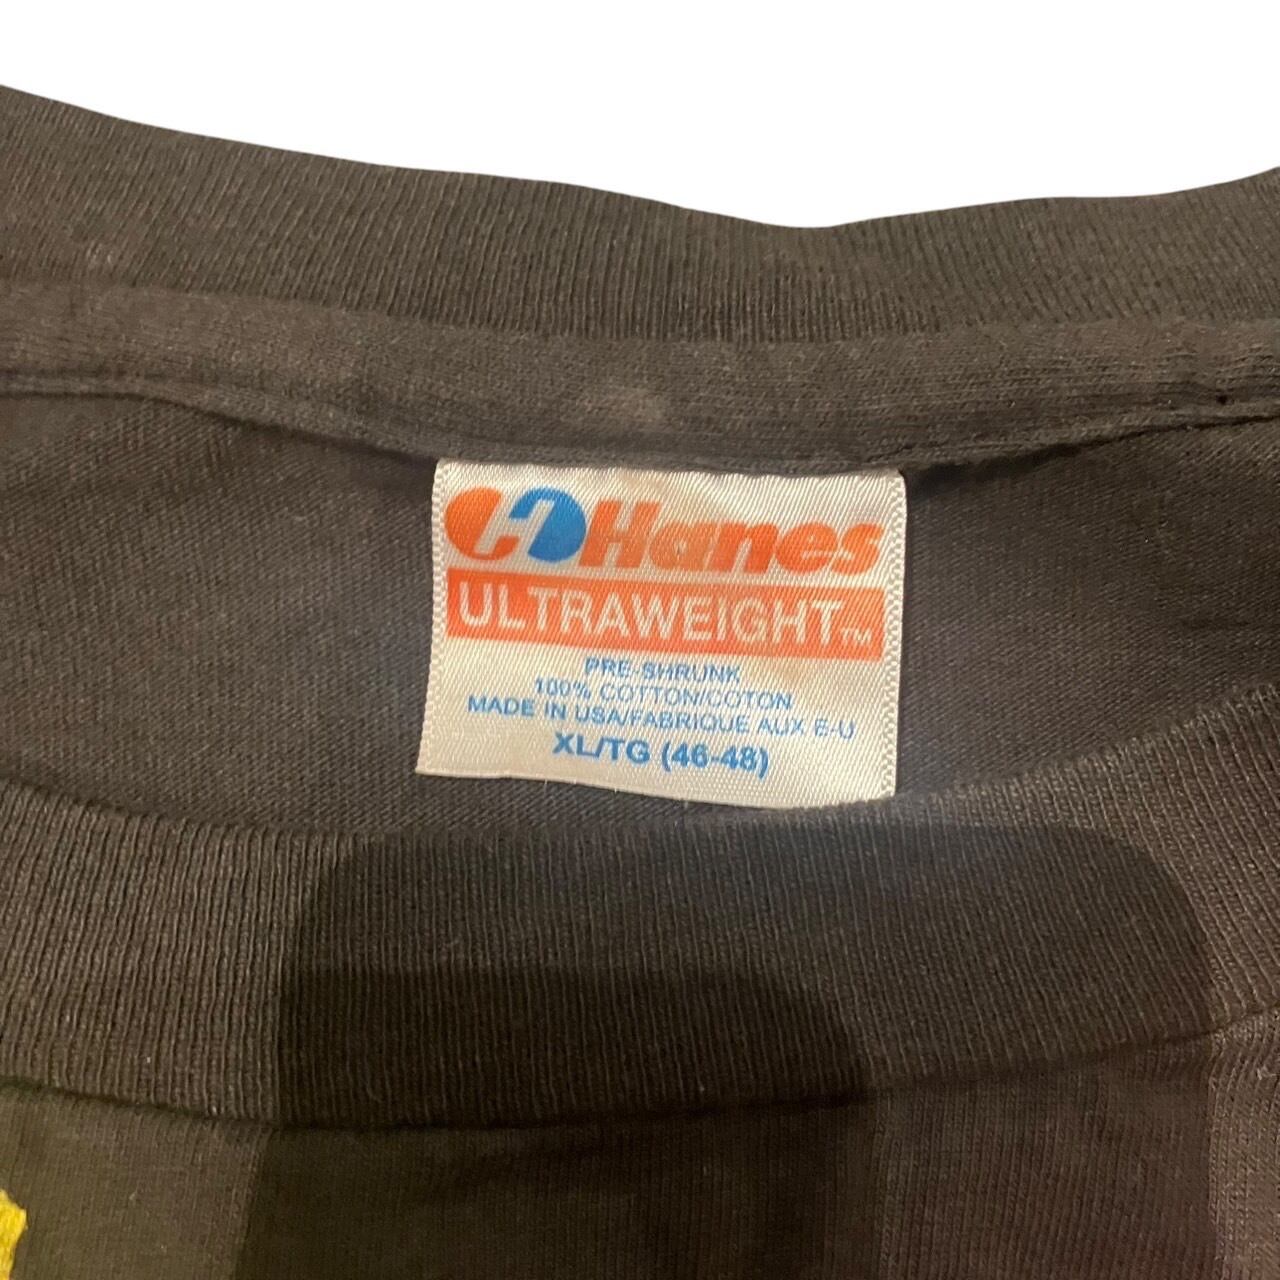 Hanes
ULTRAWEIGHT™
PRE-SHRUNK
100% COTTON/COTON
MADE IN USA/FABRIQUE AUX E-U
XL/TG (46-48)